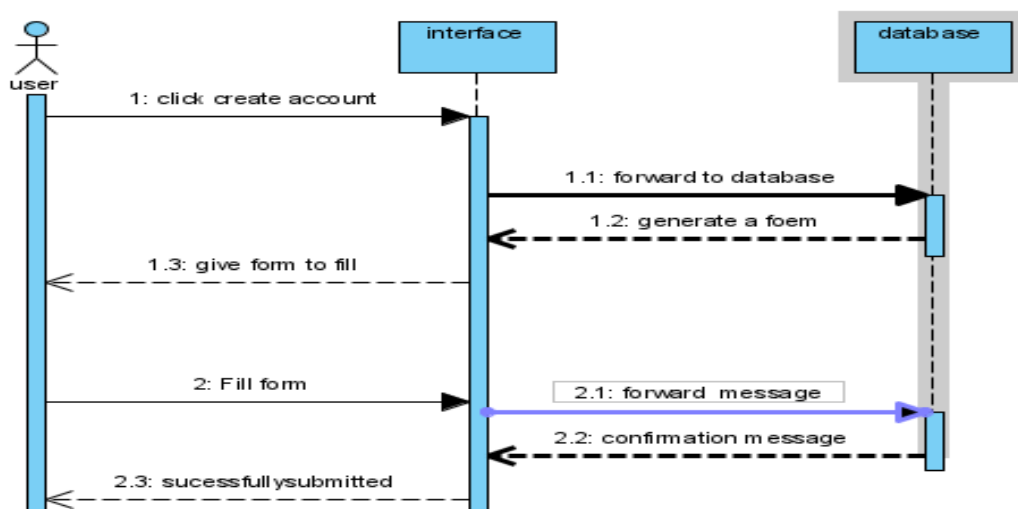 interface
database
user
1: click create account
1.1: forward to database
1.2: generate a foem
1.3: give form to fill
2: Fill form
2.1: forward message
2.2: confirmation message
2.3: sucessfullysubmitted